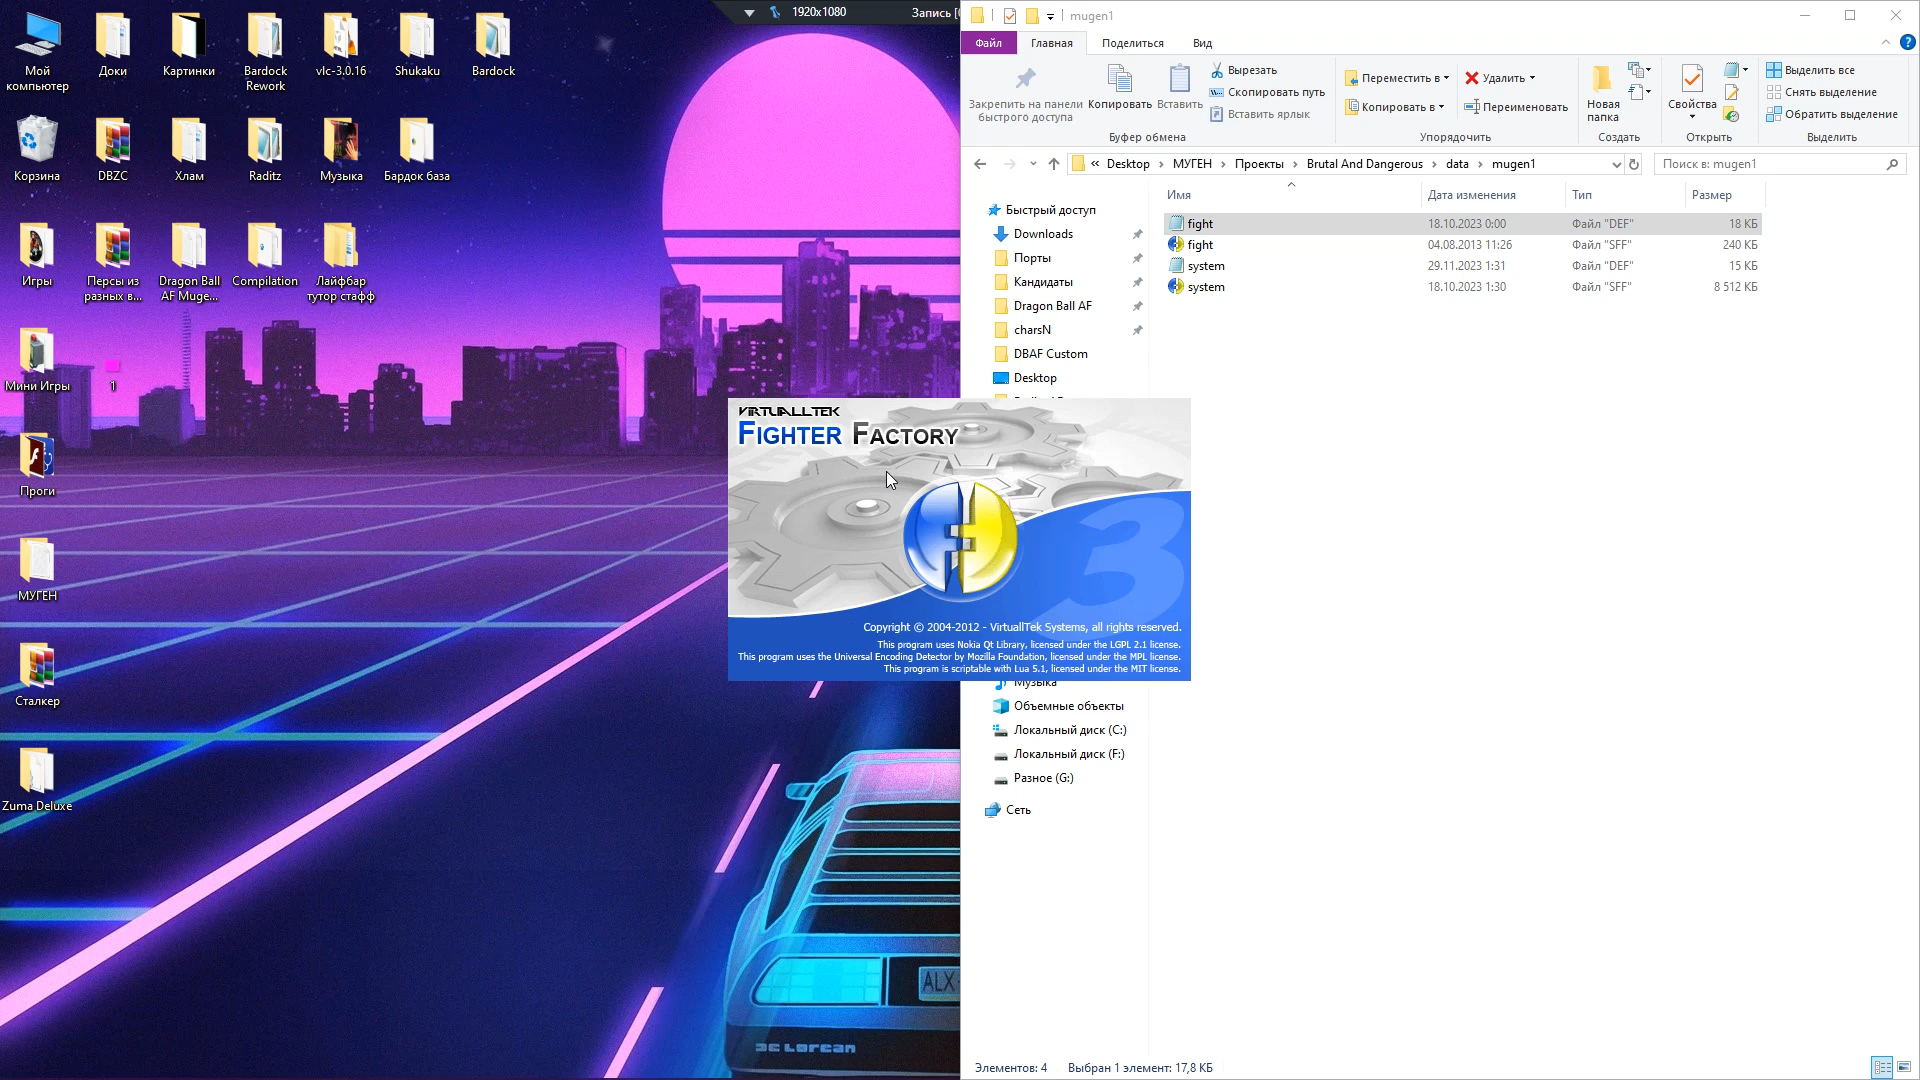 1920x1080
Запись [
Мой компьютер
Доки
Картинки
Bardock Rework
vlc-3.0.16
Shukaku
Bardock
Корзина
DBZC
Хлам
Raditz
Музыка
Бардок база
Игры
Персы из разных в...
Dragon Ball AF Muge...
Compilation
Лайфбар тутор стафф
Мини Игры
1
Проги
МУГЕН
Сталкер
Zuma Deluxe
ALX
DE LOREAN
mugen1
Файл
Главная
Поделиться
Вид
Закрепить на панели быстрого доступа
Копировать
Вставить
Вырезать
Скопировать путь
Вставить ярлык
Буфер обмена
Переместить в
Копировать в
Удалить
Переименовать
Упорядочить
Новая папка
Создать
Свойства
Открыть
Выделить все
Снять выделение
Обратить выделение
Выделить
« Desktop
МУГЕН
Проекты
Brutal And Dangerous
data
mugen1
Поиск в: mugen1
Имя
Дата изменения
Тип
Размер
fight 18.10.2023 0:00 Файл "DEF" 18 КБ
fight 04.08.2013 11:26 Файл "SFF" 240 КБ
system 29.11.2023 1:31 Файл "DEF" 15 КБ
system 18.10.2023 1:30 Файл "SFF" 8 512 КБ
Быстрый доступ
Downloads
Порты
Кандидаты
Dragon Ball AF
charsN
DBAF Custom
Desktop
VIRTUALLTEK
FIGHTER FACTORY
3
Copyright © 2004-2012 - VirtuallTek Systems, all rights reserved.
This program uses Nokia Qt Library, licensed under the LGPL 2.1 license.
This program uses the Universal Encoding Detector by Mozilla Foundation, licensed under the MPL license.
This program is scriptable with Lua 5.1, licensed under the MIT license.
Музыка
Объемные объекты
Локальный диск (C:)
Локальный диск (F:)
Разное (G:)
Сеть
Элементов: 4
Выбран 1 элемент: 17,8 КБ